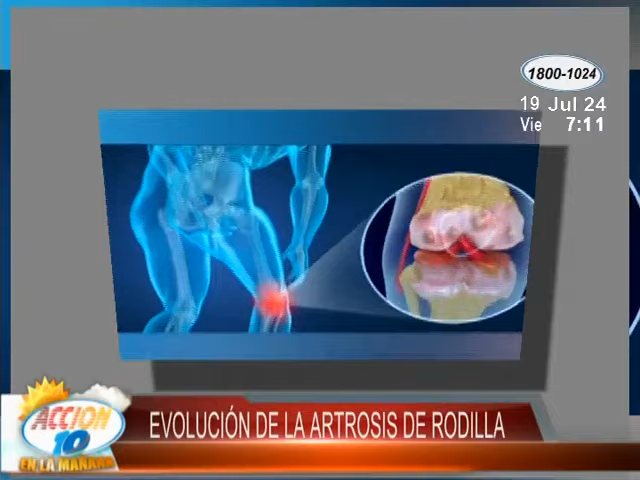 1800-1024
19 Jul 24
Vie 7:11
ACCION
10
EN LA MAÑANA
EVOLUCIÓN DE LA ARTROSIS DE RODILLA